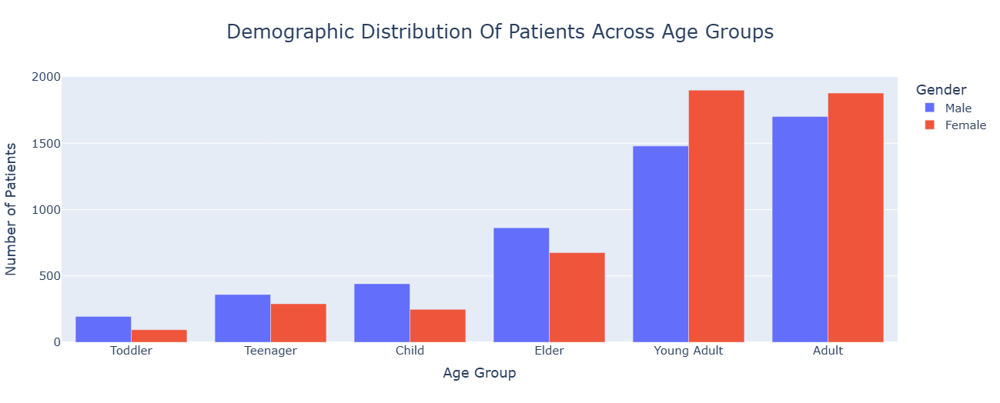 Demographic Distribution Of Patients Across Age Groups
2000
1500
1000
500
0
Number of Patients
Toddler Teenager Child Elder Young Adult Adult
Age Group
Gender
Male
Female